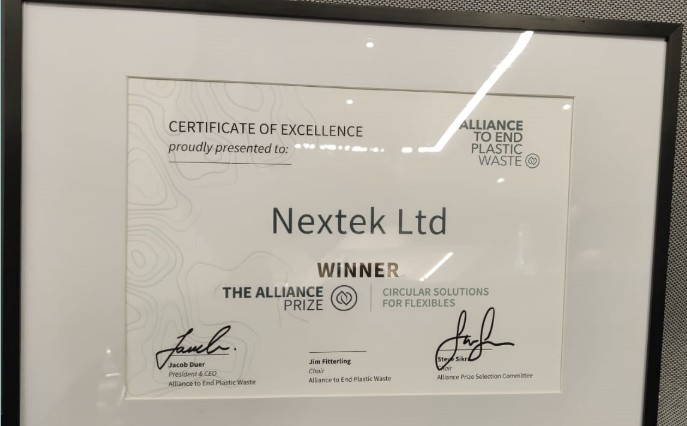 CERTIFICATE OF EXCELLENCE
proudly presented to:
ALLIANCE
TO END
PLASTIC
WASTE
Nextek Ltd
WINNER
THE ALLIANCE
PRIZE
CIRCULAR SOLUTIONS
FOR FLEXIBLES
Jacob Duer
President & CEO
Alliance to End Plastic Waste
Jim Fitterling
Chair
Alliance to End Plastic Waste
Steve
Alliance Prize Selection Committee